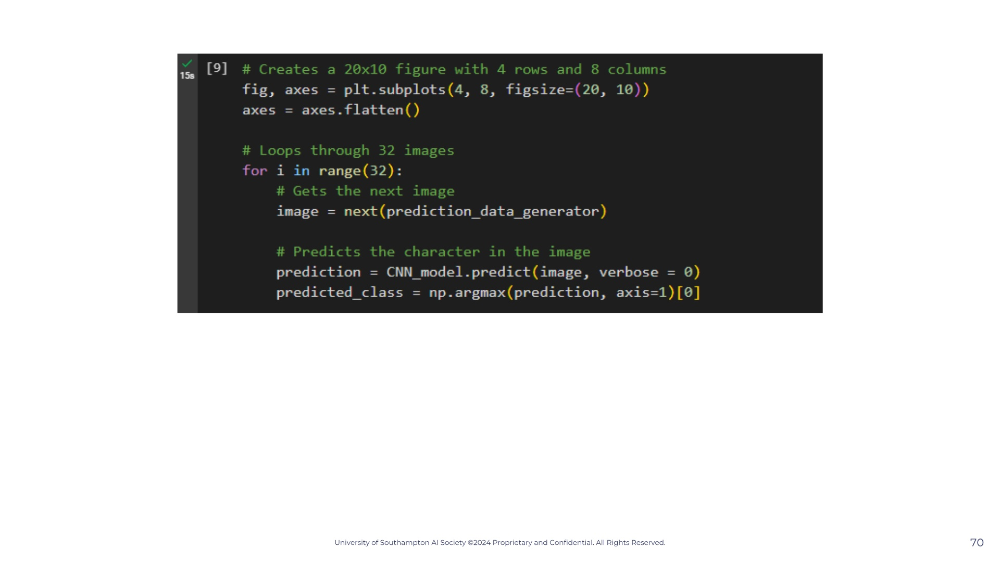 15s
[9] # Creates a 20x10 figure with 4 rows and 8 columns
fig, axes = plt.subplots(4, 8, figsize=(20, 10))
axes = axes.flatten()
# Loops through 32 images
for i in range(32):
# Gets the next image
image = next(prediction_data_generator)
# Predicts the character in the image
prediction = CNN_model.predict(image, verbose = 0)
predicted_class = np.argmax(prediction, axis=1)[0]
University of Southampton AI Society ©2024 Proprietary and Confidential. All Rights Reserved.
70